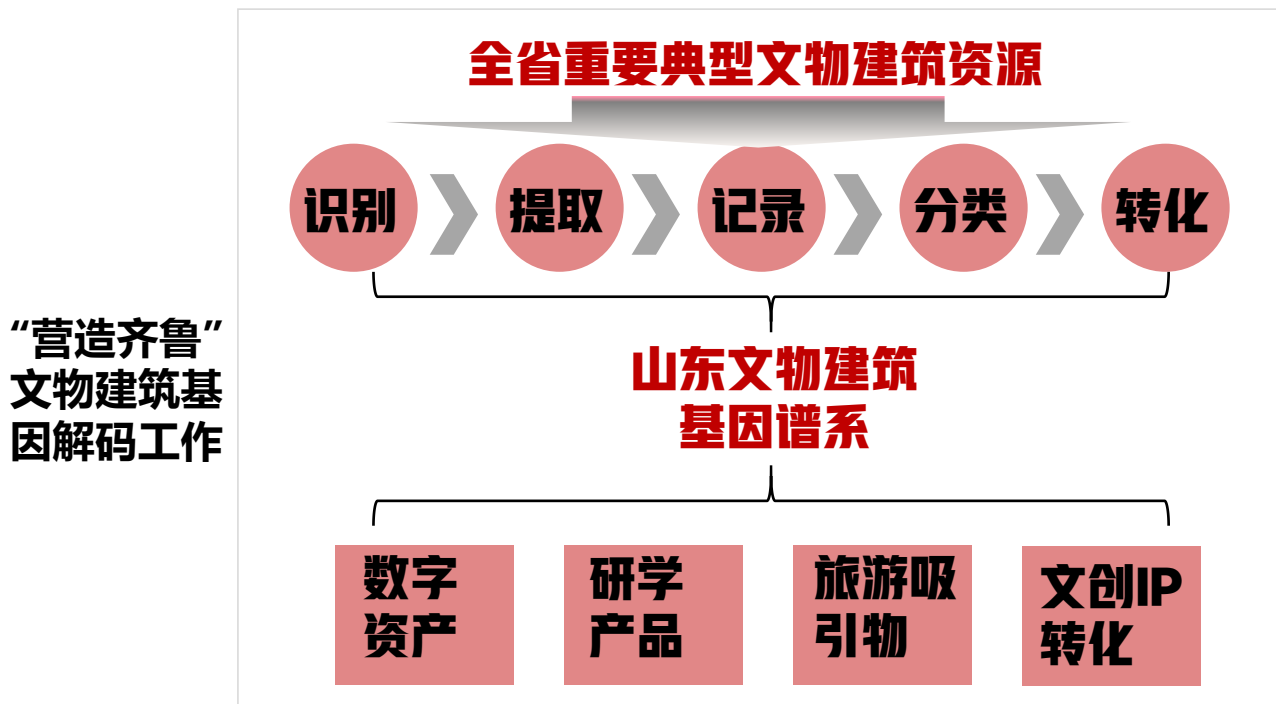 全省重要典型文物建筑资源
识别
提取
记录
分类
转化
“营造齐鲁”
文物建筑基
因解码工作
山东文物建筑
基因谱系
数字
资产
研学
产品
旅游吸
引物
文创IP
转化